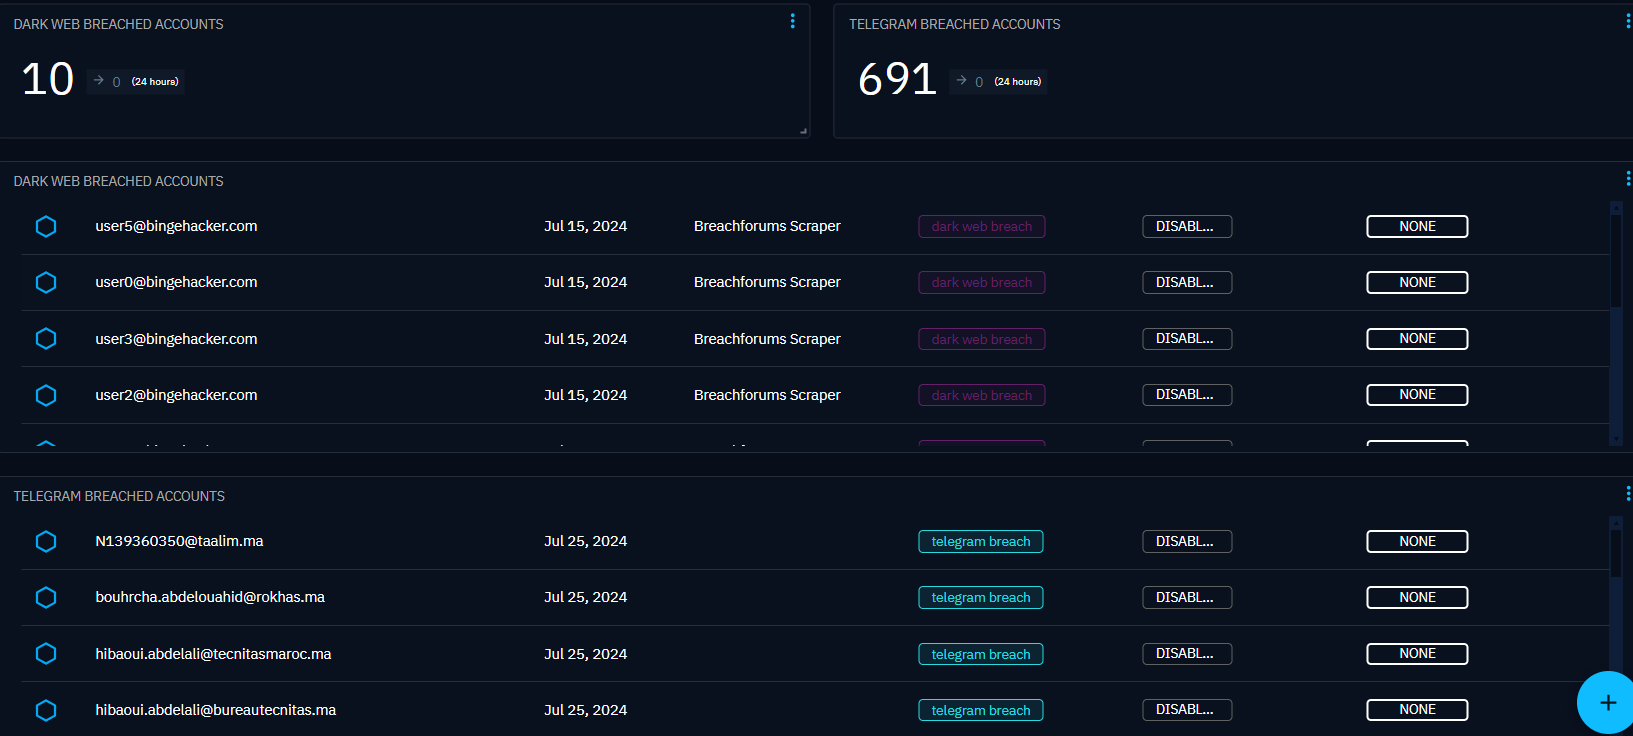 DARK WEB BREACHED ACCOUNTS
10 → 0 (24 hours)
TELEGRAM BREACHED ACCOUNTS
691 → 0 (24 hours)
DARK WEB BREACHED ACCOUNTS
user5@bingehacker.com Jul 15, 2024 Breachforums Scraper dark web breach DISABL... NONE
user0@bingehacker.com Jul 15, 2024 Breachforums Scraper dark web breach DISABL... NONE
user3@bingehacker.com Jul 15, 2024 Breachforums Scraper dark web breach DISABL... NONE
user2@bingehacker.com Jul 15, 2024 Breachforums Scraper dark web breach DISABL... NONE
TELEGRAM BREACHED ACCOUNTS
N139360350@taalim.ma Jul 25, 2024 telegram breach DISABL... NONE
bouhrcha.abdelouahid@rokhas.ma Jul 25, 2024 telegram breach DISABL... NONE
hibaoui.abdelali@tecnitasmaroc.ma Jul 25, 2024 telegram breach DISABL... NONE
hibaoui.abdelali@bureautecnitas.ma Jul 25, 2024 telegram breach DISABL... NONE